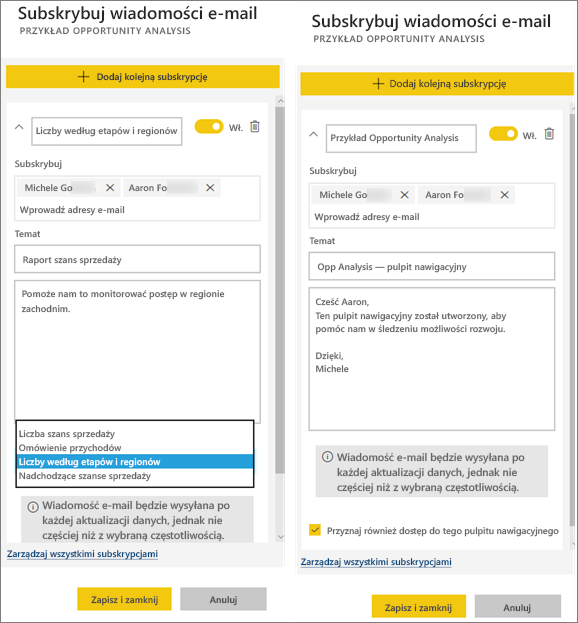 Subskrybuj wiadomości e-mail
PRZYKŁAD OPPORTUNITY ANALYSIS
Dodaj kolejną subskrypcję
Liczby według etapów i regionów
Wł.
Subskrybuj
Michele Go
Aaron Fo
Wprowadź adresy e-mail
Temat
Raport szans sprzedaży
Pomoże nam to monitorować postęp w regionie
zachodnim.
Liczba szans sprzedaży
Omówienie przychodów
Liczby według etapów i regionów
Nadchodzące szanse sprzedaży
Wiadomość e-mail będzie wysyłana po
każdej aktualizacji danych, jednak nie
częściej niż z wybraną częstotliwością.
Zarządzaj wszystkimi subskrypcjami
Zapisz i zamknij
Anuluj
Subskrybuj wiadomości e-mail
PRZYKŁAD OPPORTUNITY ANALYSIS
Dodaj kolejną subskrypcję
Przykład Opportunity Analysis
Wł.
Subskrybuj
Michele Go
Aaron Fo
Wprowadź adresy e-mail
Temat
Opp Analysis — pulpit nawigacyjny
Cześć Aaron,
Ten pulpit nawigacyjny został utworzony, aby
pomóc nam w śledzeniu możliwości rozwoju.
Dzięki,
Michele
Wiadomość e-mail będzie wysyłana po
każdej aktualizacji danych, jednak nie
częściej niż z wybraną częstotliwością.
Przyznaj również dostęp do tego pulpitu nawigacyjnego
Zarządzaj wszystkimi subskrypcjami
Zapisz i zamknij
Anuluj